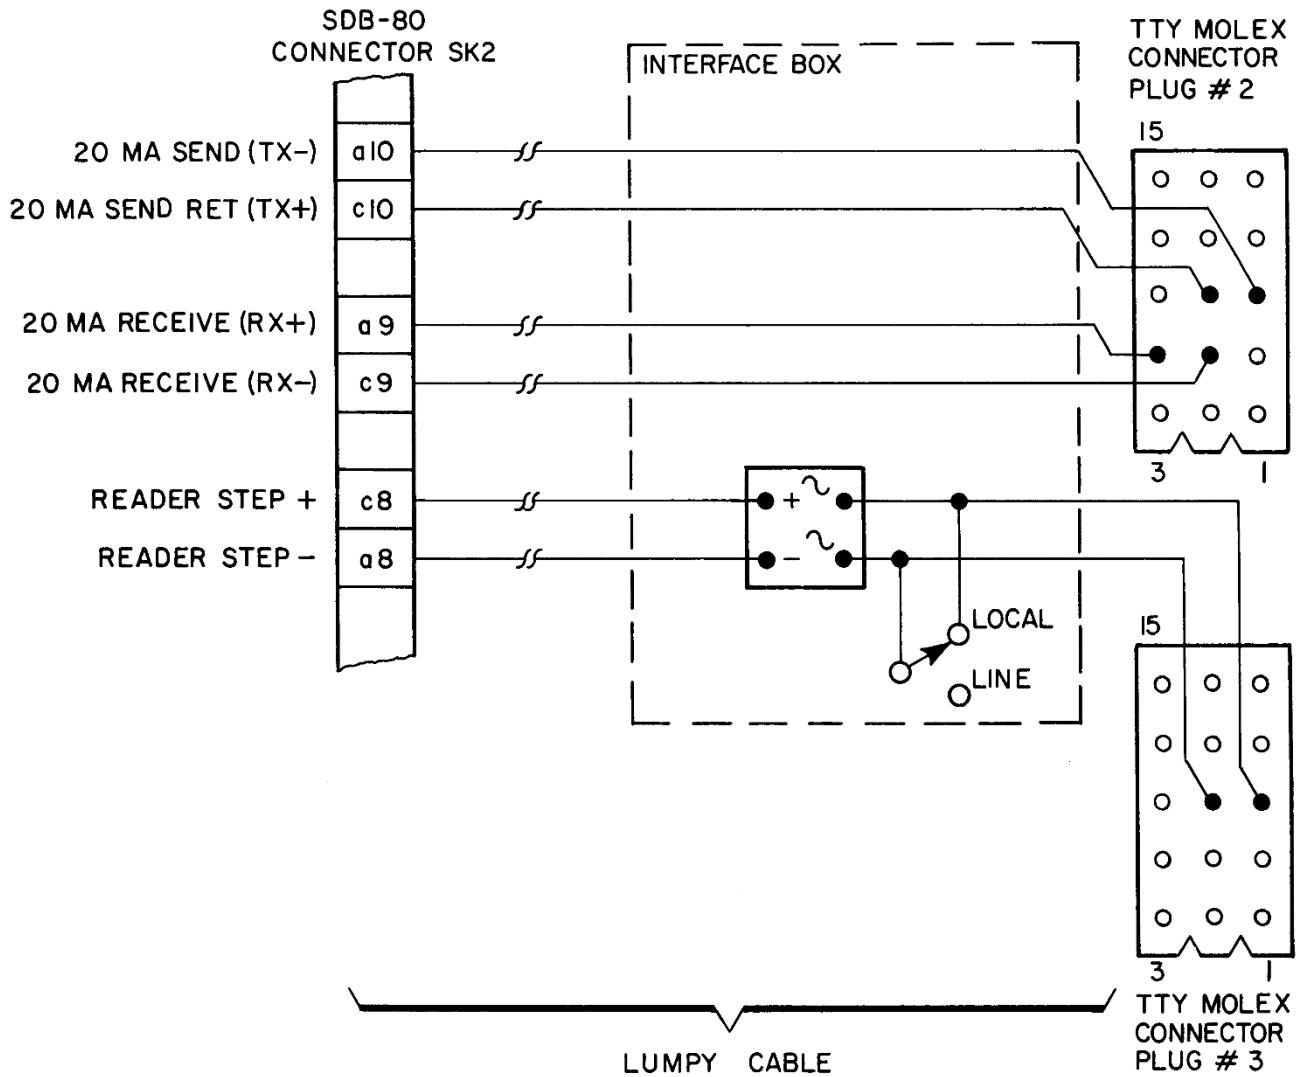 SDB-80
CONNECTOR SK2
INTERFACE BOX
TTY MOLEX
CONNECTOR
PLUG # 2
15
20 MA SEND (TX-)
a10
20 MA SEND RET (TX+)
c10
20 MA RECEIVE (RX+)
a9
20 MA RECEIVE (RX-)
c9
3
1
READER STEP +
c8
+ ~
READER STEP -
a8
- ~
LOCAL
LINE
15
3
1
TTY MOLEX
CONNECTOR
PLUG # 3
LUMPY CABLE